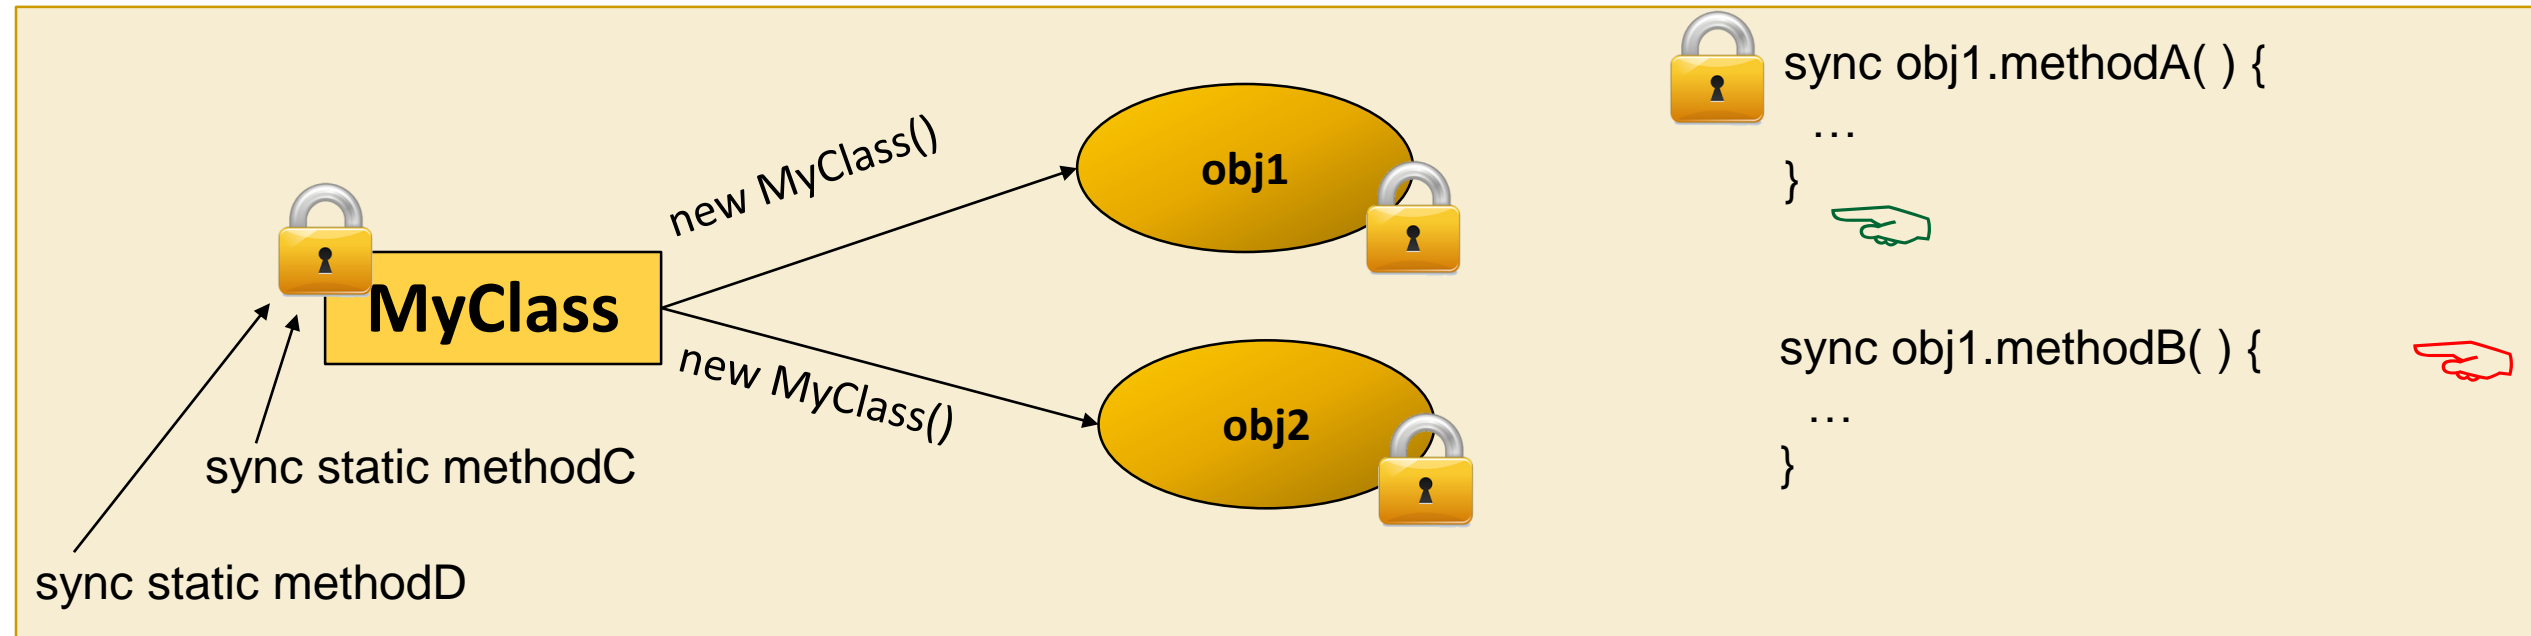 new MyClass()
obj1
MyClass
new MyClass()
obj2
sync static methodC
sync static methodD
sync obj1.methodA( ) {
…
}
sync obj1.methodB( ) {
…
}